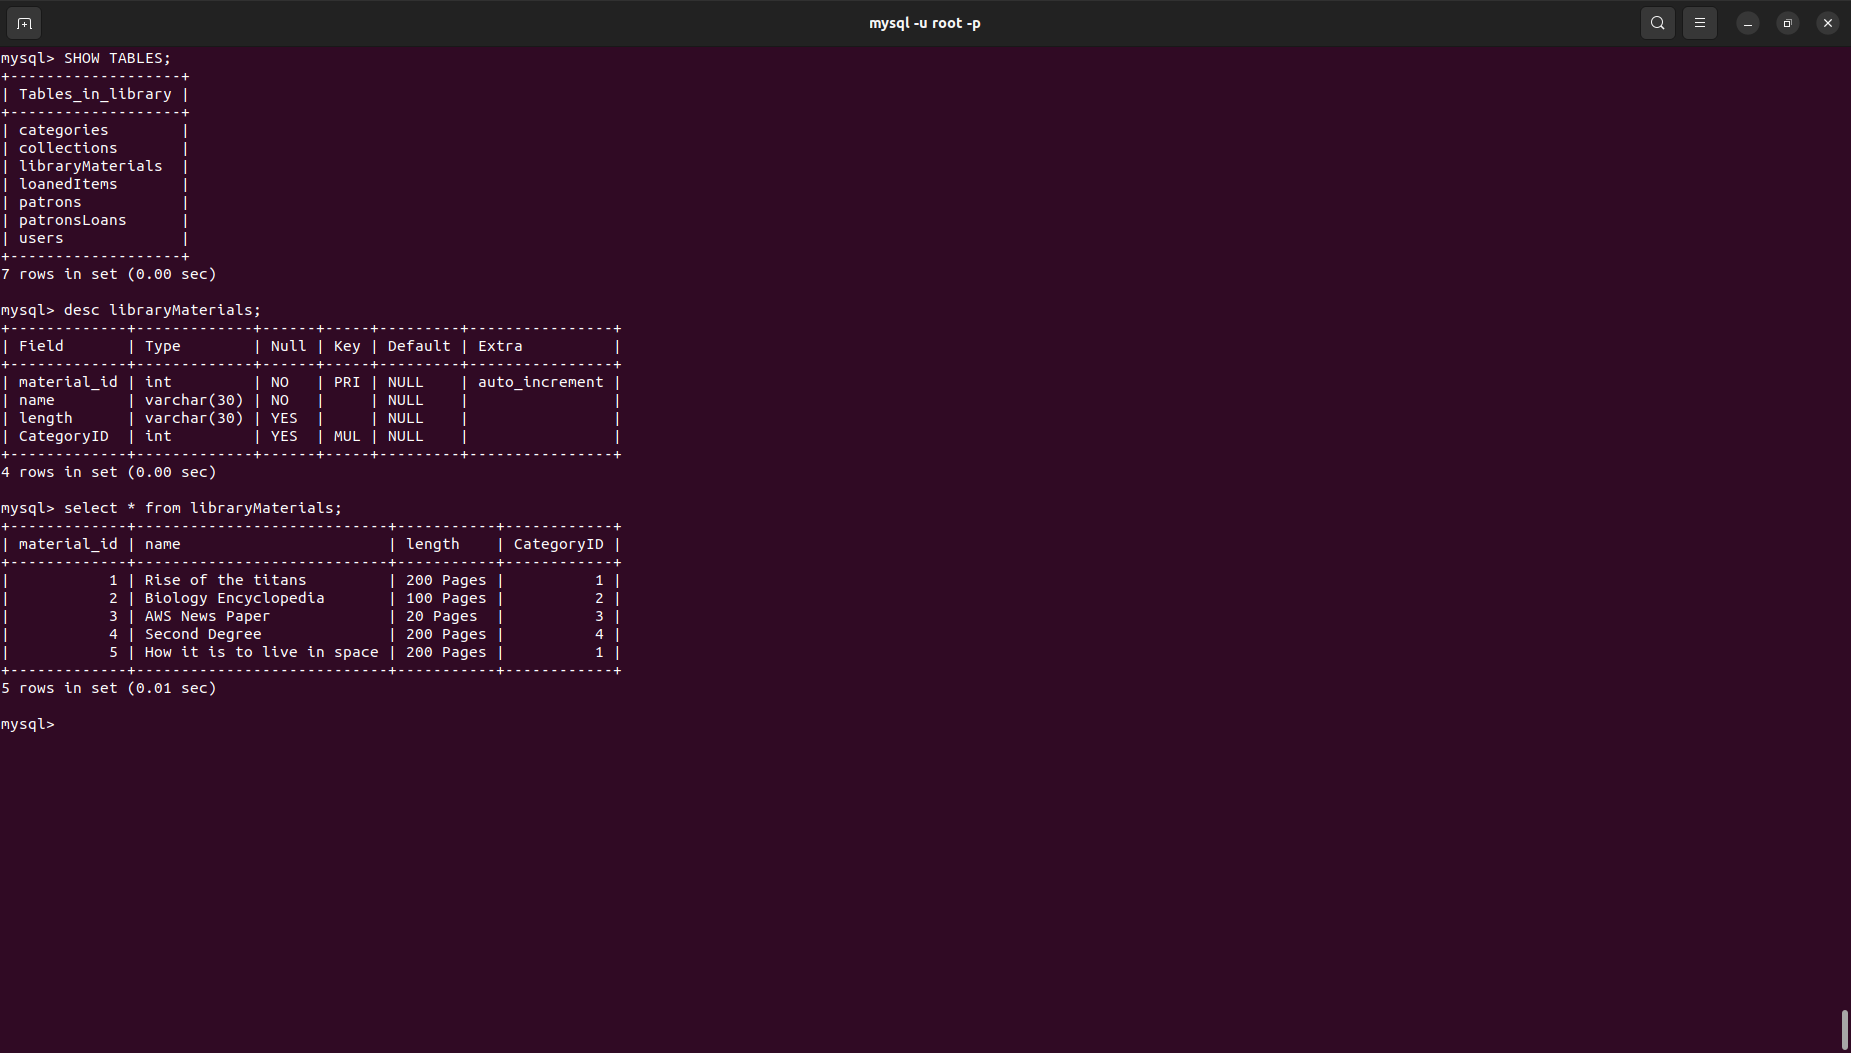 mysql -u root -p
mysql> SHOW TABLES;
+-------------------+
| Tables_in_library |
+-------------------+
| categories        |
| collections       |
| libraryMaterials  |
| loanedItems       |
| patrons           |
| patronsLoans      |
| users             |
+-------------------+
7 rows in set (0.00 sec)
mysql> desc libraryMaterials;
+-------------+-------------+------+-----+---------+----------------+
| Field       | Type        | Null | Key | Default | Extra          |
+-------------+-------------+------+-----+---------+----------------+
| material_id | int         | NO   | PRI | NULL    | auto_increment |
| name        | varchar(30) | NO   |     | NULL    |                |
| length      | varchar(30) | YES  |     | NULL    |                |
| CategoryID  | int         | YES  | MUL | NULL    |                |
+-------------+-------------+------+-----+---------+----------------+
4 rows in set (0.00 sec)
mysql> select * from libraryMaterials;
+-------------+----------------------------+-----------+------------+
| material_id | name                       | length    | CategoryID |
+-------------+----------------------------+-----------+------------+
|           1 | Rise of the titans         | 200 Pages |          1 |
|           2 | Biology Encyclopedia       | 100 Pages |          2 |
|           3 | AWS News Paper             | 20 Pages  |          3 |
|           4 | Second Degree              | 200 Pages |          4 |
|           5 | How it is to live in space | 200 Pages |          1 |
+-------------+----------------------------+-----------+------------+
5 rows in set (0.01 sec)
mysql>